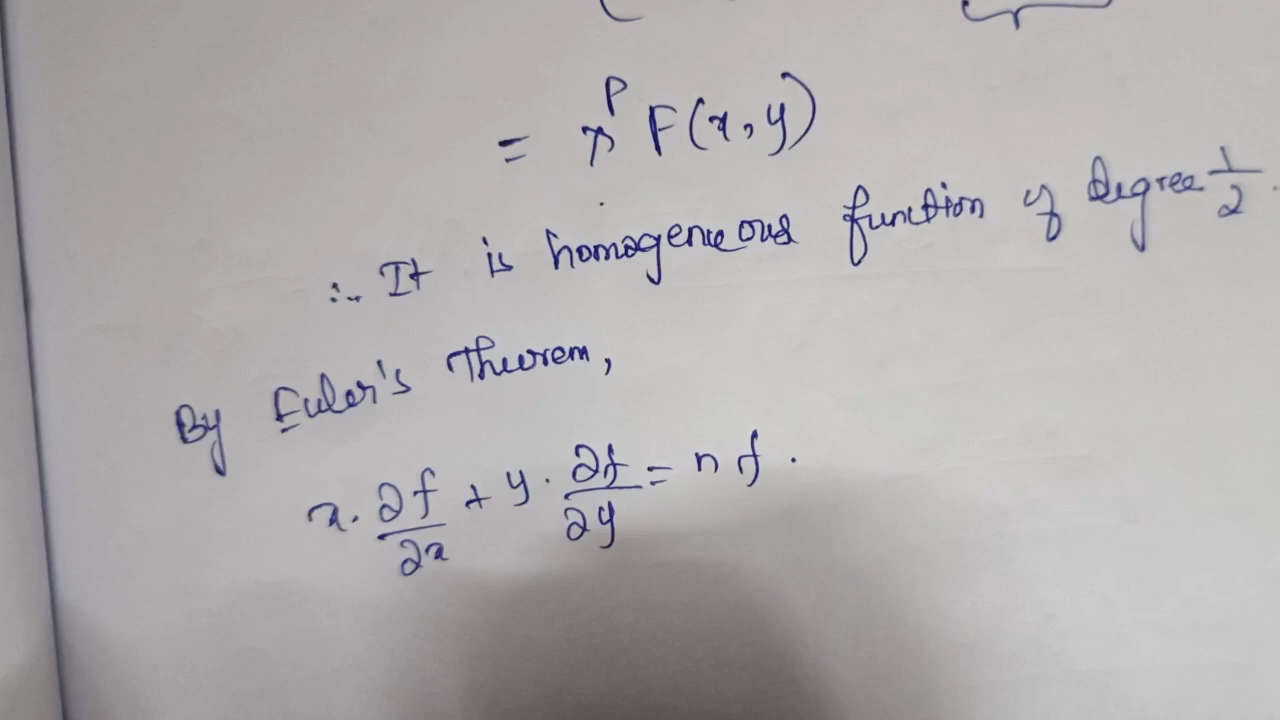 = λ^P F(x, y)
∴ It is homogeneous function of degree 1/2.
By Euler's Theorem,
x. ∂f/∂x + y. ∂f/∂y = n f.